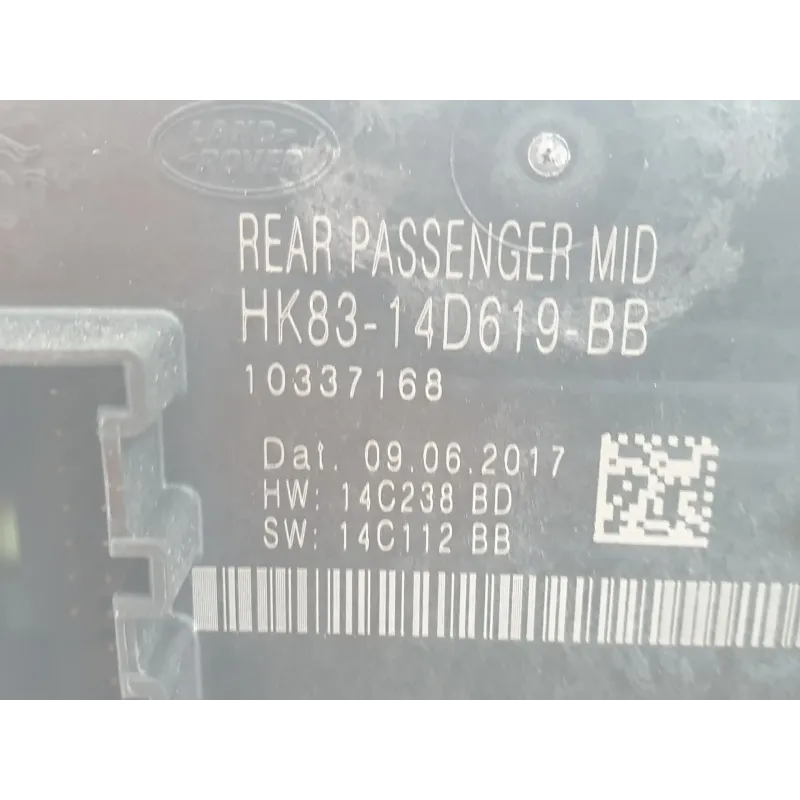 LAND-
ROVER
REAR PASSENGER MID
HK83-14D619-BB
10337168
Dat. 09.06.2017
HW: 14C238 BD
SW: 14C112 BB